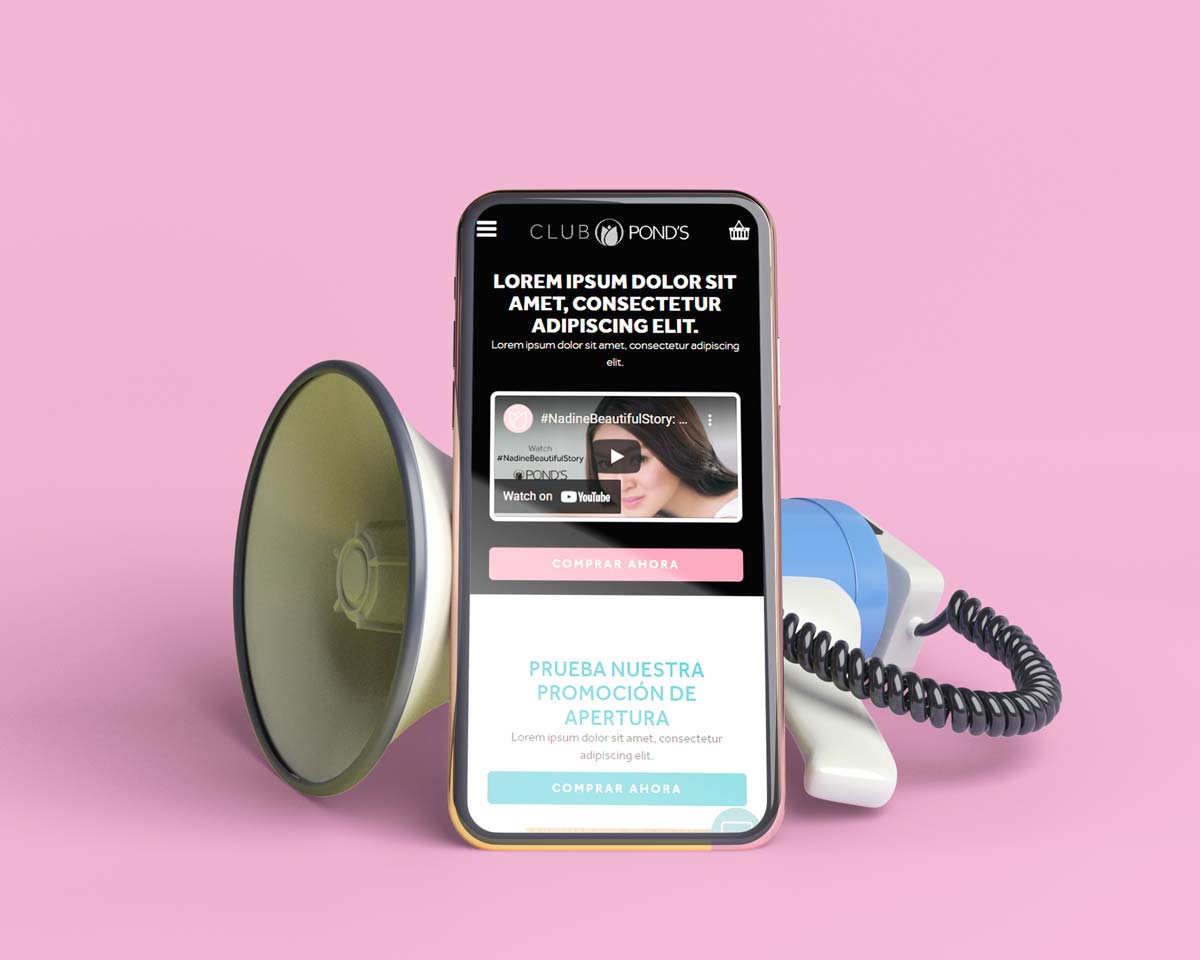 CLUB POND'S
LOREM IPSUM DOLOR SIT
AMET, CONSECTETUR
ADIPISCING ELIT.
Lorem ipsum dolor sit amet, consectetur adipiscing
elit.
#NadineBeautifulStory: ...
Watch
#NadineBeautifulStory
POND'S
Watch on YouTube
COMPRAR AHORA
PRUEBA NUESTRA
PROMOCIÓN DE
APERTURA
Lorem ipsum dolor sit amet, consectetur
adipiscing elit.
COMPRAR AHORA